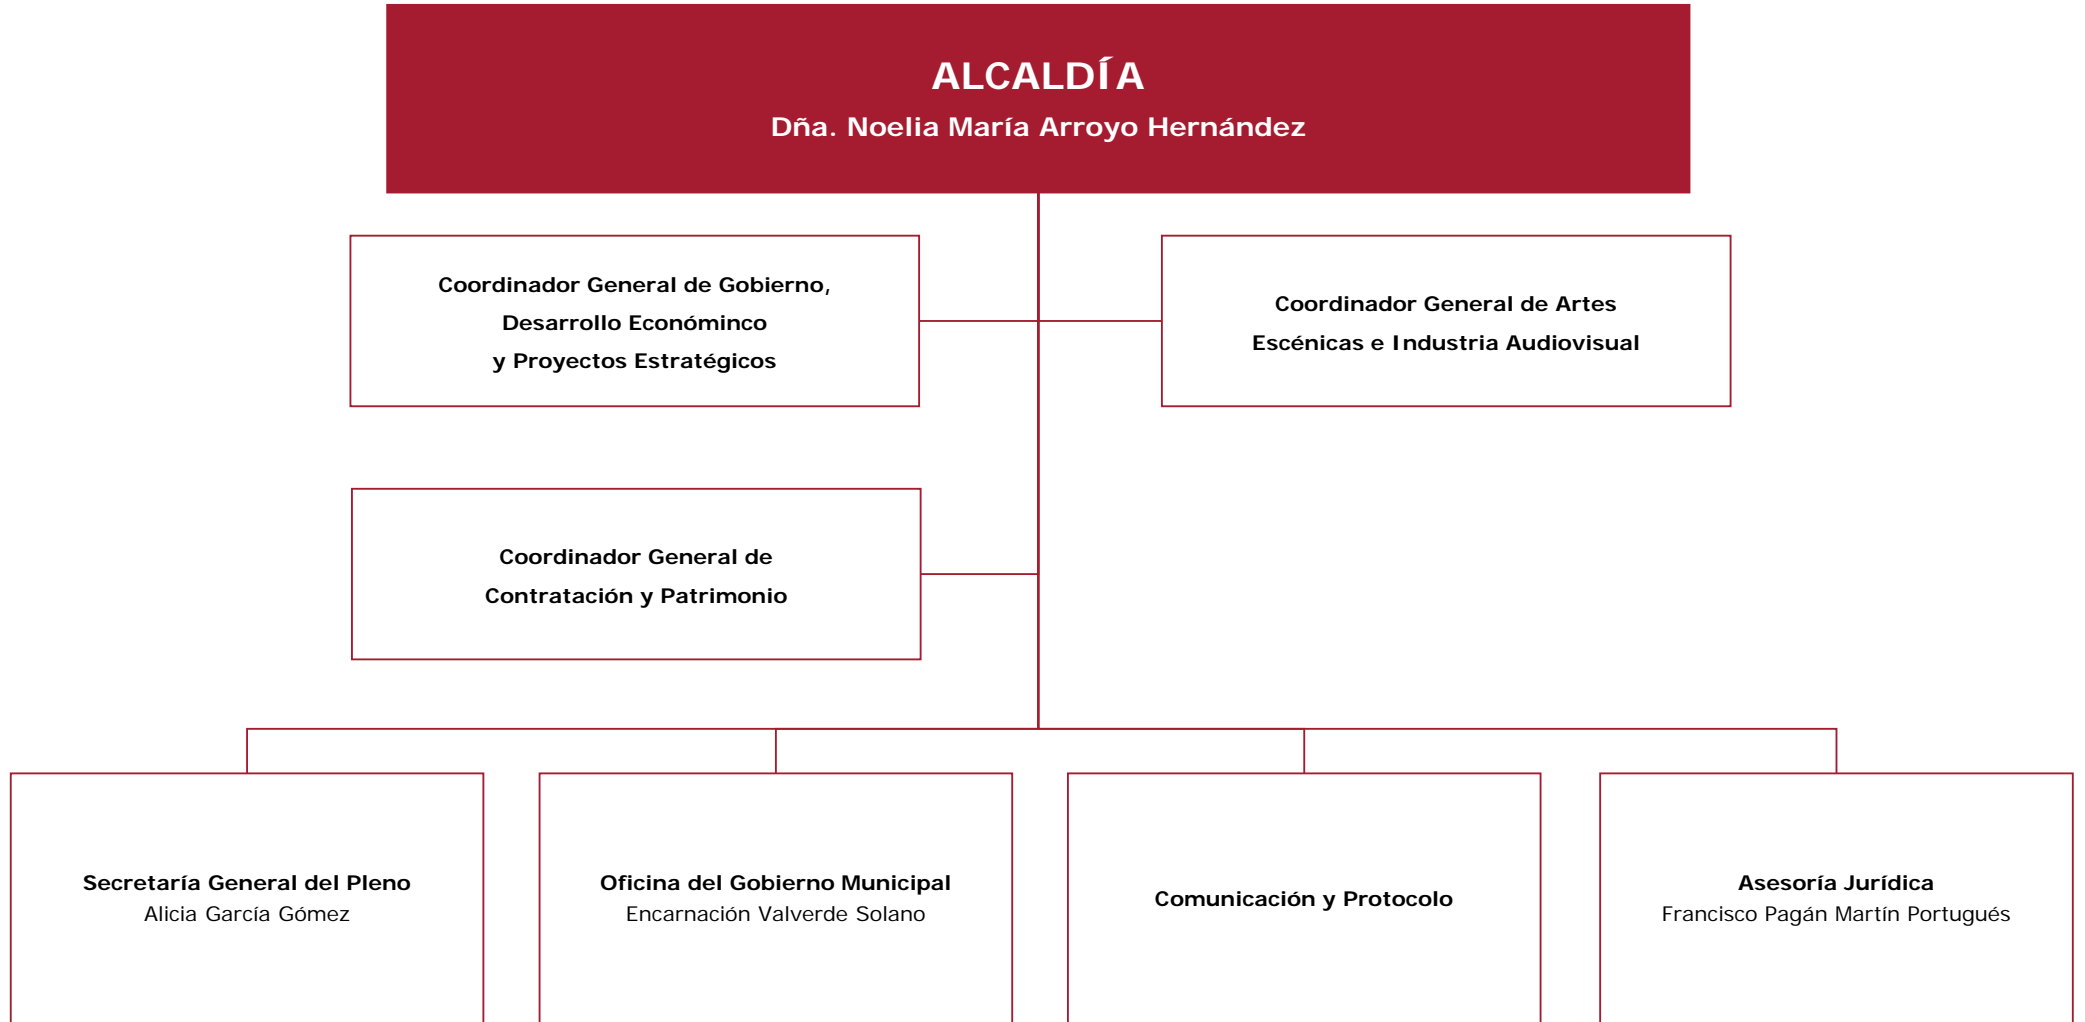 ALCALDÍA
Dña. Noelia María Arroyo Hernández
Coordinador General de Gobierno,
Desarrollo Económinco
y Proyectos Estratégicos
Coordinador General de Artes
Escénicas e Industria Audiovisual
Coordinador General de
Contratación y Patrimonio
Secretaría General del Pleno
Alicia García Gómez
Oficina del Gobierno Municipal
Encarnación Valverde Solano
Comunicación y Protocolo
Asesoría Jurídica
Francisco Pagán Martín Portugués